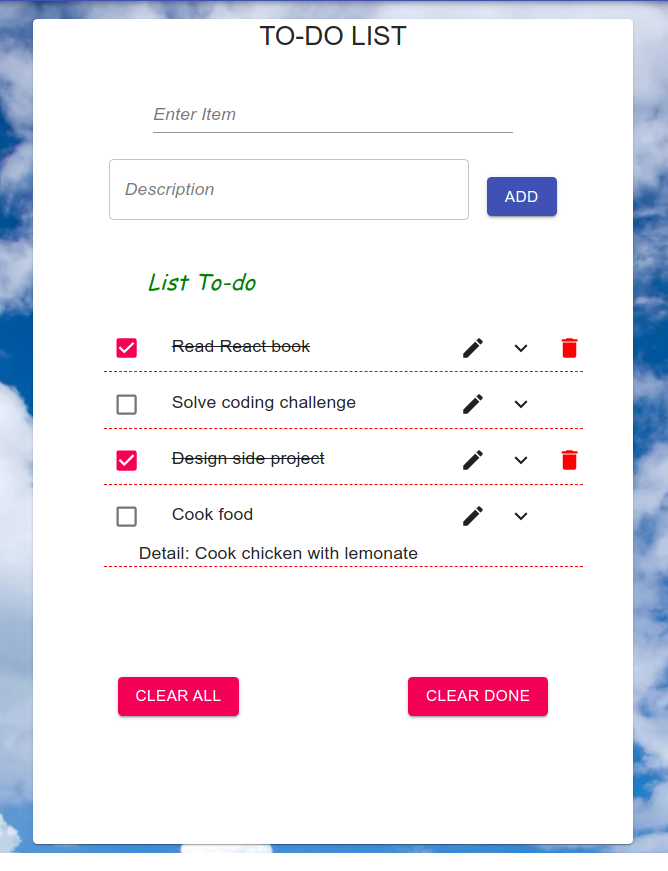 TO-DO LIST
Enter Item
Description
ADD
List To-do
Read React book
Solve coding challenge
Design side project
Cook food
Detail: Cook chicken with lemonate
CLEAR ALL
CLEAR DONE